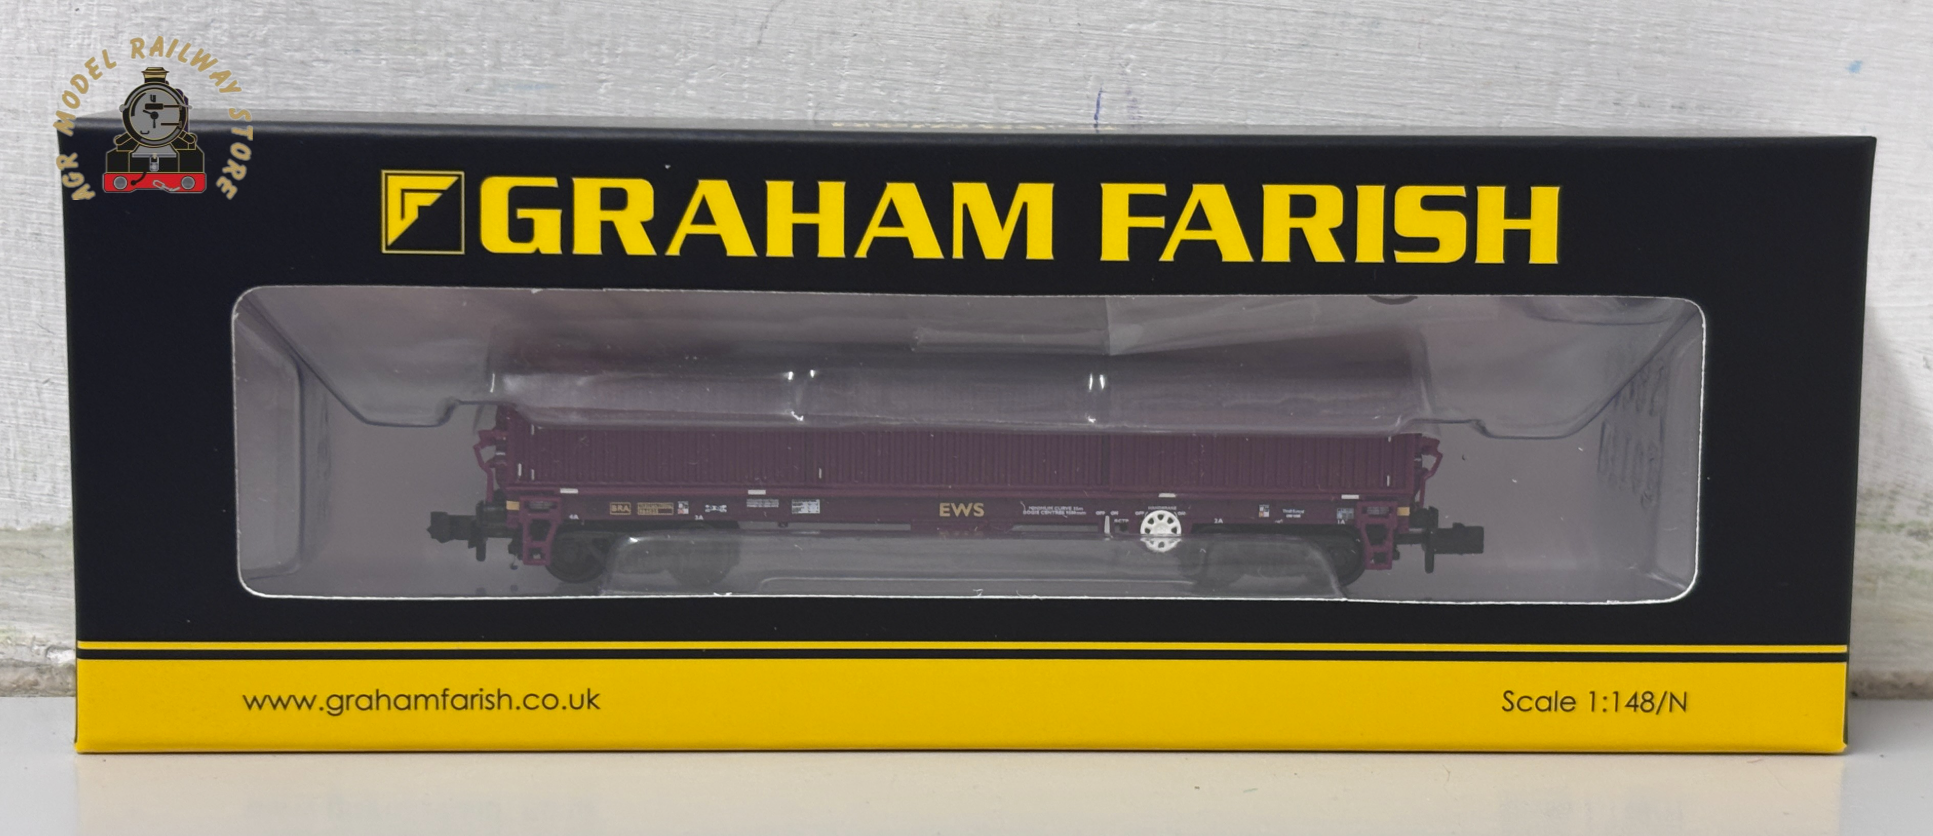 AGR MODEL RAILWAY STORE
GRAHAM FARISH
BRA
EWS
www.grahamfarish.co.uk
Scale 1:148/N